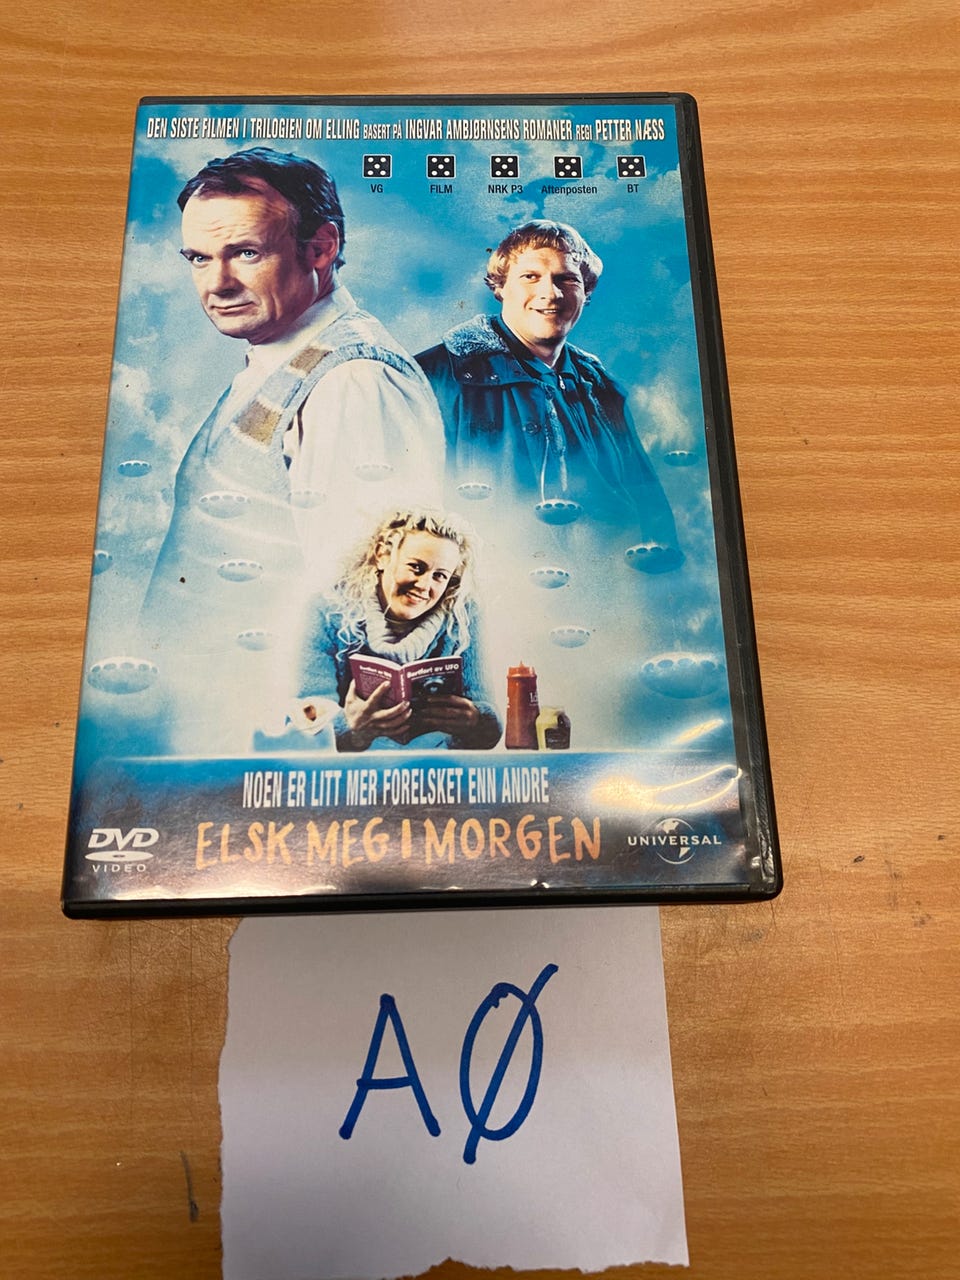 DEN SISTE FILMEN I TRILOGIEN OM ELLING BASERT PÅ INGVAR AMBJØRNSENS ROMANER REGI PETTER NÆSS
VG FILM NRK P3 Aftenposten BT
Bortført av UFO
NOEN ER LITT MER FORELSKET ENN ANDRE
ELSK MEG I MORGEN
DVD
VIDEO
UNIVERSAL
AØ